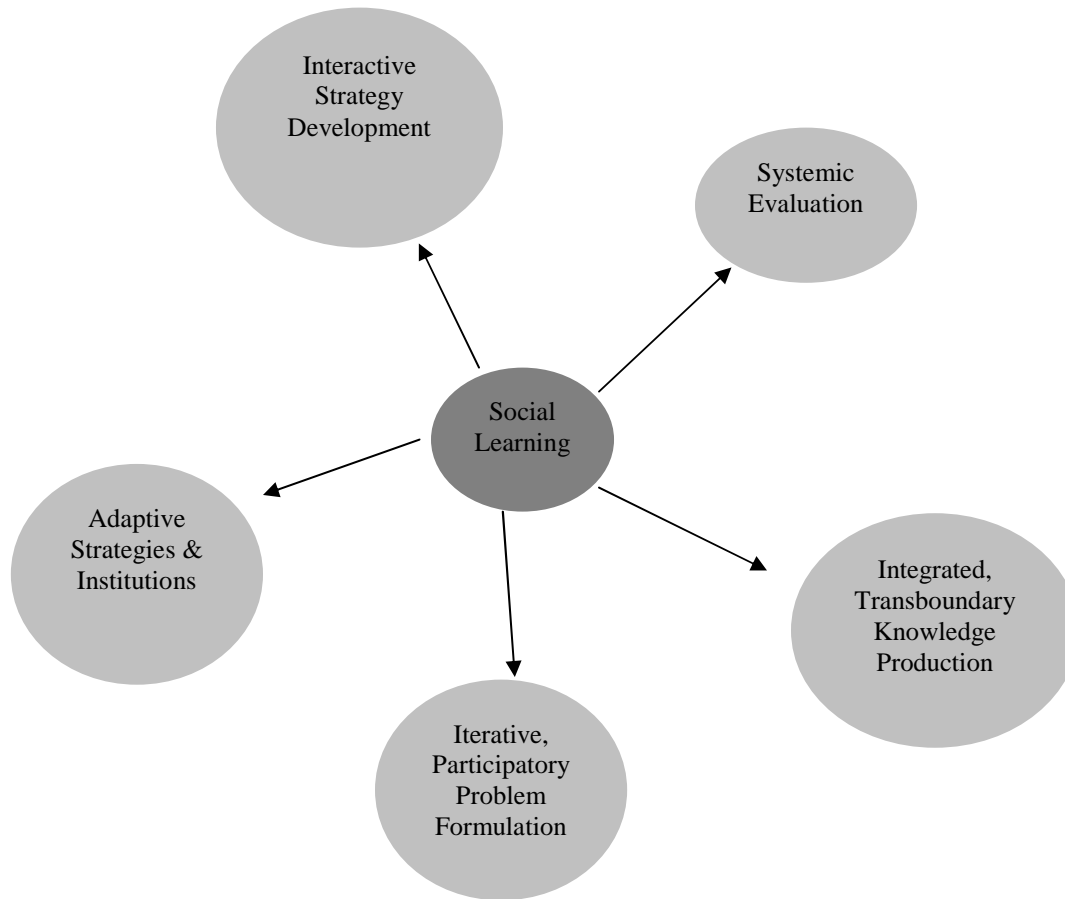 Interactive
Strategy
Development
Systemic
Evaluation
Social
Learning
Adaptive
Strategies &
Institutions
Integrated,
Transboundary
Knowledge
Production
Iterative,
Participatory
Problem
Formulation